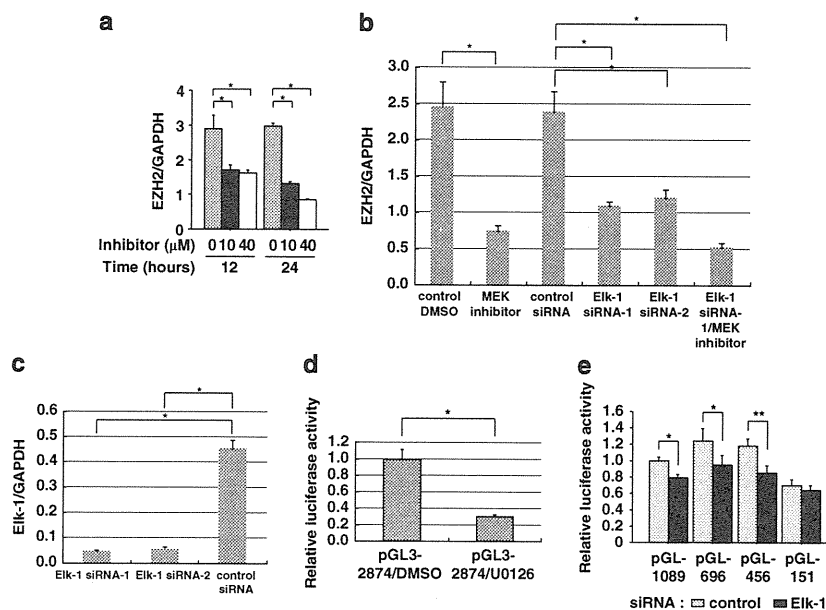 a
* *
* *
4
3
2
1
0
EZH2/GAPDH
Inhibitor (μM) 0 10 40 0 10 40
Time (hours) 12 24
b
*
*
*
*
3.0
2.5
2.0
1.5
1.0
0.5
0.0
EZH2/GAPDH
control DMSO
MEK inhibitor
control siRNA
Elk-1 siRNA-1
Elk-1 siRNA-2
Elk-1 siRNA-1/MEK inhibitor
c
*
*
0.6
0.5
0.4
0.3
0.2
0.1
0.0
Elk-1/GAPDH
Elk-1 siRNA-1
Elk-1 siRNA-2
control siRNA
d
*
1.2
1.0
0.8
0.6
0.4
0.2
0.0
Relative luciferase activity
pGL3-2874/DMSO
pGL3-2874/U0126
e
* * **
1.6
1.4
1.2
1.0
0.8
0.6
0.4
0.2
0
Relative luciferase activity
pGL-1089
pGL-696
pGL-456
pGL-151
siRNA : control Elk-1